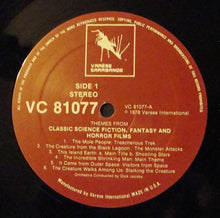 VARESE
SARABANDE
SIDE 1
STEREO
VC 81077
VC 81077-A
℗ 1978 Varese International
THEMES FROM
CLASSIC SCIENCE FICTION, FANTASY AND
HORROR FILMS
1. The Mole People: Treacherous Trek
2. The Creature from the Black Lagoon: The Monster Attacks
3. This Island Earth: a. Main Title b. Shooting Stars
4. The Incredible Shrinking Man: Main Theme
5. It Came from Outer Space: Visitors from Space
6. The Creature Walks Among Us: Stalking the Creature
Orchestra Conducted by Dick Jacobs
Manufactured by Varese International MADE IN U.S.A.